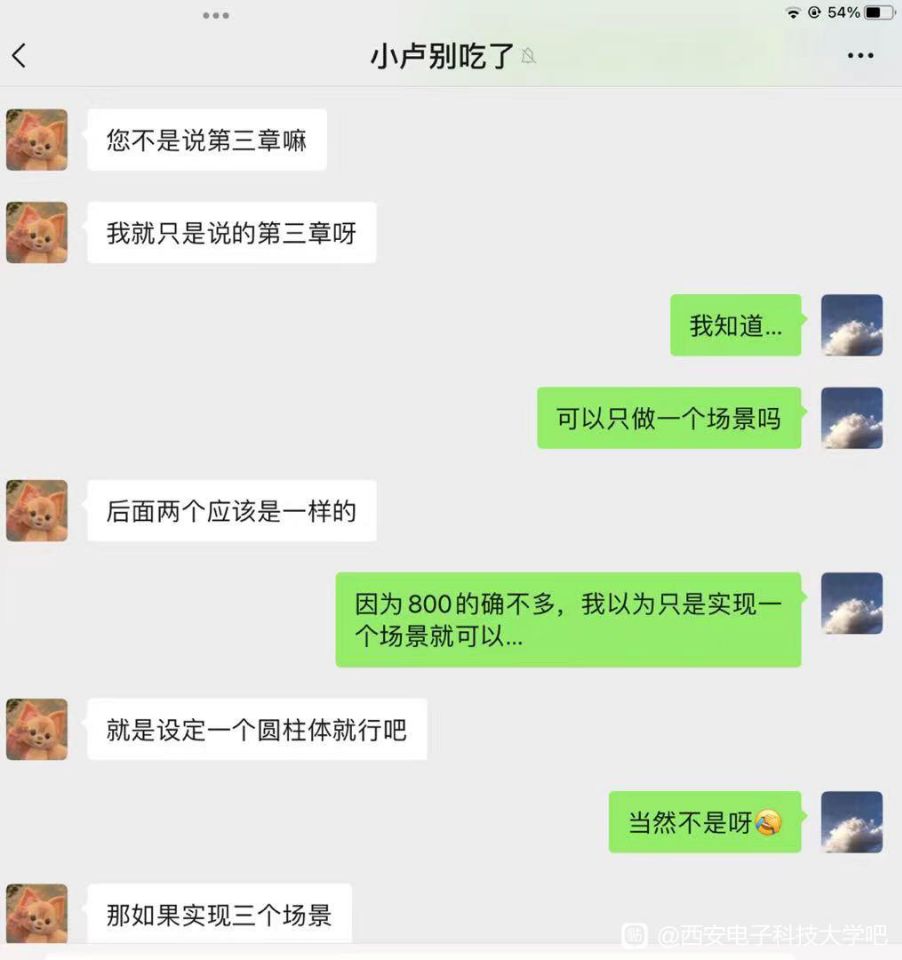 54%
小卢别吃了
您不是说第三章嘛
我就只是说的第三章呀
我知道...
可以只做一个场景吗
后面两个应该是一样的
因为800的确不多，我以为只是实现一
个场景就可以...
就是设定一个圆柱体就行吧
当然不是呀
那如果实现三个场景
贴 @西安电子科技大学吧